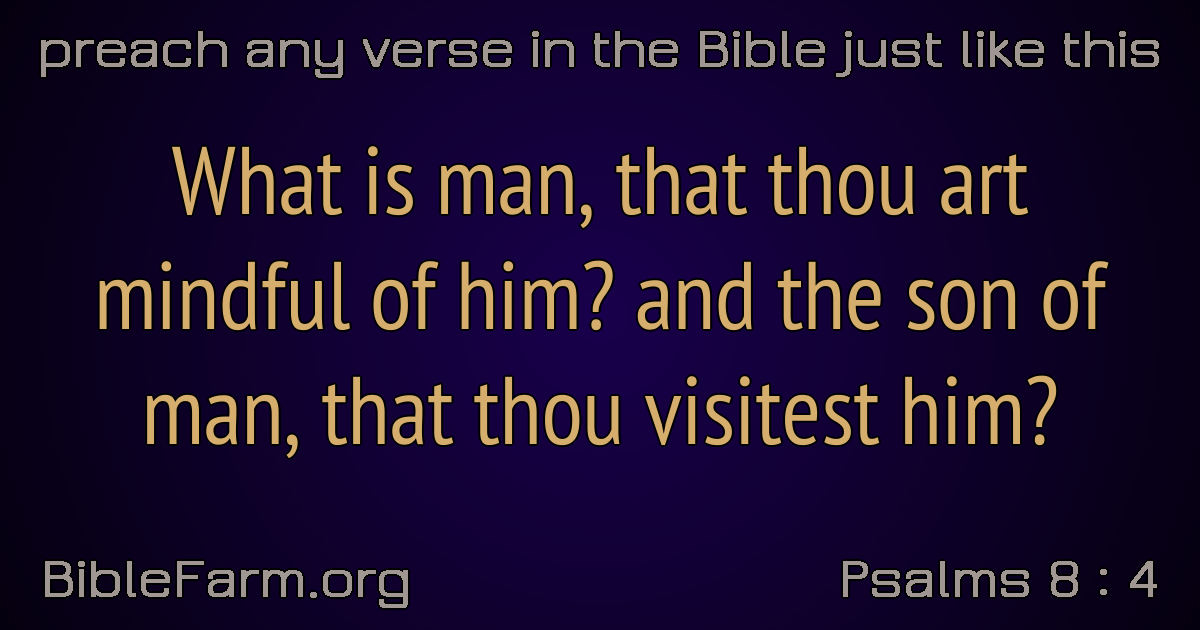 preach any verse in the Bible just like this
What is man, that thou art
mindful of him? and the son of
man, that thou visitest him?
BibleFarm.org
Psalms 8 : 4